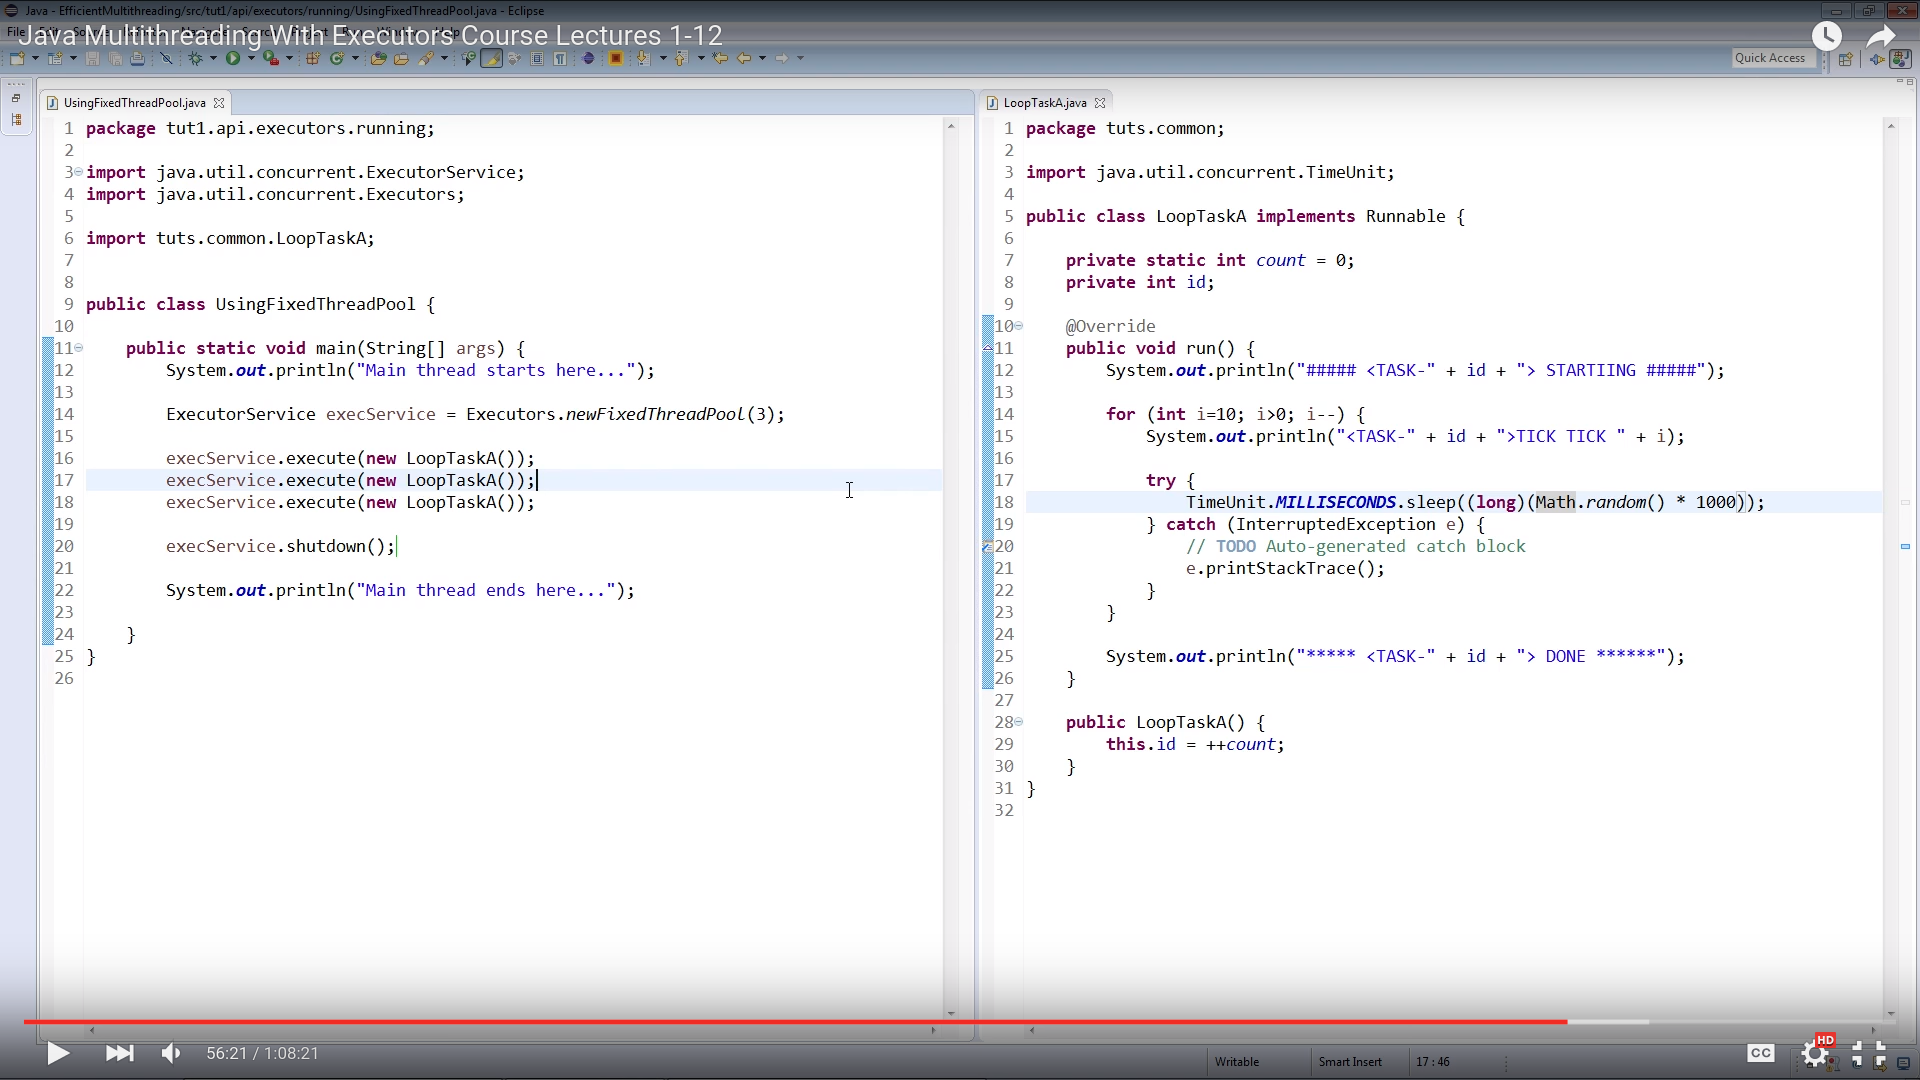 Java - EfficientMultithreading/src/tut1/api/executors/running/UsingFixedThreadPool.java - Eclipse
Java Multithreading With Executors Course Lectures 1-12
Quick Access
UsingFixedThreadPool.java
1 package tut1.api.executors.running;
2
3 import java.util.concurrent.ExecutorService;
4 import java.util.concurrent.Executors;
5
6 import tuts.common.LoopTaskA;
7
8
9 public class UsingFixedThreadPool {
10
11 public static void main(String[] args) {
12 System.out.println("Main thread starts here...");
13
14 ExecutorService execService = Executors.newFixedThreadPool(3);
15
16 execService.execute(new LoopTaskA());
17 execService.execute(new LoopTaskA());
18 execService.execute(new LoopTaskA());
19
20 execService.shutdown();
21
22 System.out.println("Main thread ends here...");
23
24 }
25 }
26
LoopTaskA.java
1 package tuts.common;
2
3 import java.util.concurrent.TimeUnit;
4
5 public class LoopTaskA implements Runnable {
6
7 private static int count = 0;
8 private int id;
9
10 @Override
11 public void run() {
12 System.out.println("##### <TASK-" + id + "> STARTIING #####");
13
14 for (int i=10; i>0; i--) {
15 System.out.println("<TASK-" + id + ">TICK TICK " + i);
16
17 try {
18 TimeUnit.MILLISECONDS.sleep((long)(Math.random() * 1000));
19 } catch (InterruptedException e) {
20 // TODO Auto-generated catch block
21 e.printStackTrace();
22 }
23 }
24
25 System.out.println("***** <TASK-" + id + "> DONE ******");
26 }
27
28 public LoopTaskA() {
29 this.id = ++count;
30 }
31 }
32
56:21 / 1:08:21
Writable
Smart Insert
17 : 46
CC
HD